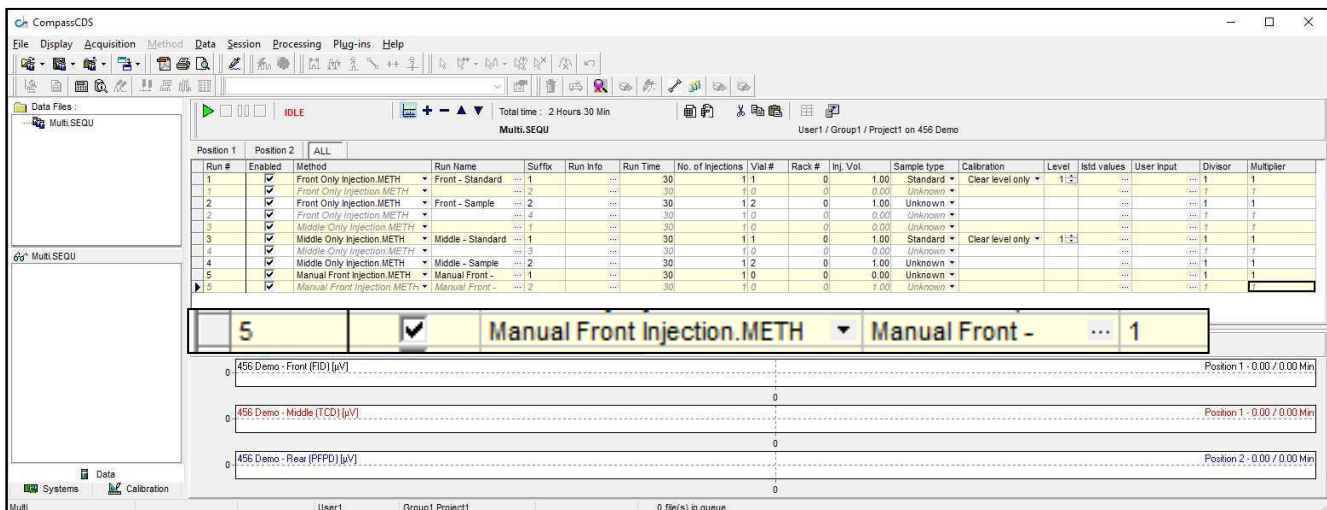 CompassCDS
File Display Acquisition Method Data Session Processing Plug-ins Help
Data Files :
Multi.SEQU
IDLE
Total time : 2 Hours 30 Min
Multi.SEQU
User1 / Group1 / Project1 on 456 Demo
Position 1 Position 2 ALL
Run # Enabled Method Run Name Suffix Run Info Run Time No. of Injections Vial # Rack # Inj. Vol. Sample type Calibration Level Istd values User Input Divisor Multiplier
1 Front Only Injection.METH Front - Standard ... 1 ... 30 1 1 0 1.00 Standard Clear level only 1 ... ... 1 1
1 Front Only Injection.METH ... 2 ... 30 1 0 0 0.00 Unknown ... ... 1 1
2 Front Only Injection.METH Front - Sample ... 2 ... 30 1 2 0 1.00 Unknown ... ... 1 1
2 Front Only Injection.METH ... 4 ... 30 1 0 0 0.00 Unknown ... ... 1 1
3 Middle Only Injection.METH ... 1 ... 30 1 0 0 0.00 Unknown ... ... 1 1
3 Middle Only Injection.METH Middle - Standard ... 1 ... 30 1 1 0 1.00 Standard Clear level only 1 ... ... 1 1
4 Middle Only Injection.METH ... 3 ... 30 1 0 0 0.00 Unknown ... ... 1 1
4 Middle Only Injection.METH Middle - Sample ... 2 ... 30 1 2 0 1.00 Unknown ... ... 1 1
5 Manual Front Injection.METH Manual Front - ... 1 ... 30 1 0 0 0.00 Unknown ... ... 1 1
5 Manual Front Injection.METH Manual Front - ... 2 ... 30 1 0 0 1.00 Unknown ... ... 1 1
Multi.SEQU
5 Manual Front Injection.METH Manual Front - ... 1
456 Demo - Front (FID) [µV] Position 1 - 0.00 / 0.00 Min
0
0
456 Demo - Middle (TCD) [µV] Position 1 - 0.00 / 0.00 Min
0
0
456 Demo - Rear (PFPD) [µV] Position 2 - 0.00 / 0.00 Min
0
0
Data
Systems Calibration
Multi User1 Group1 Project1 0 file(s) in queue